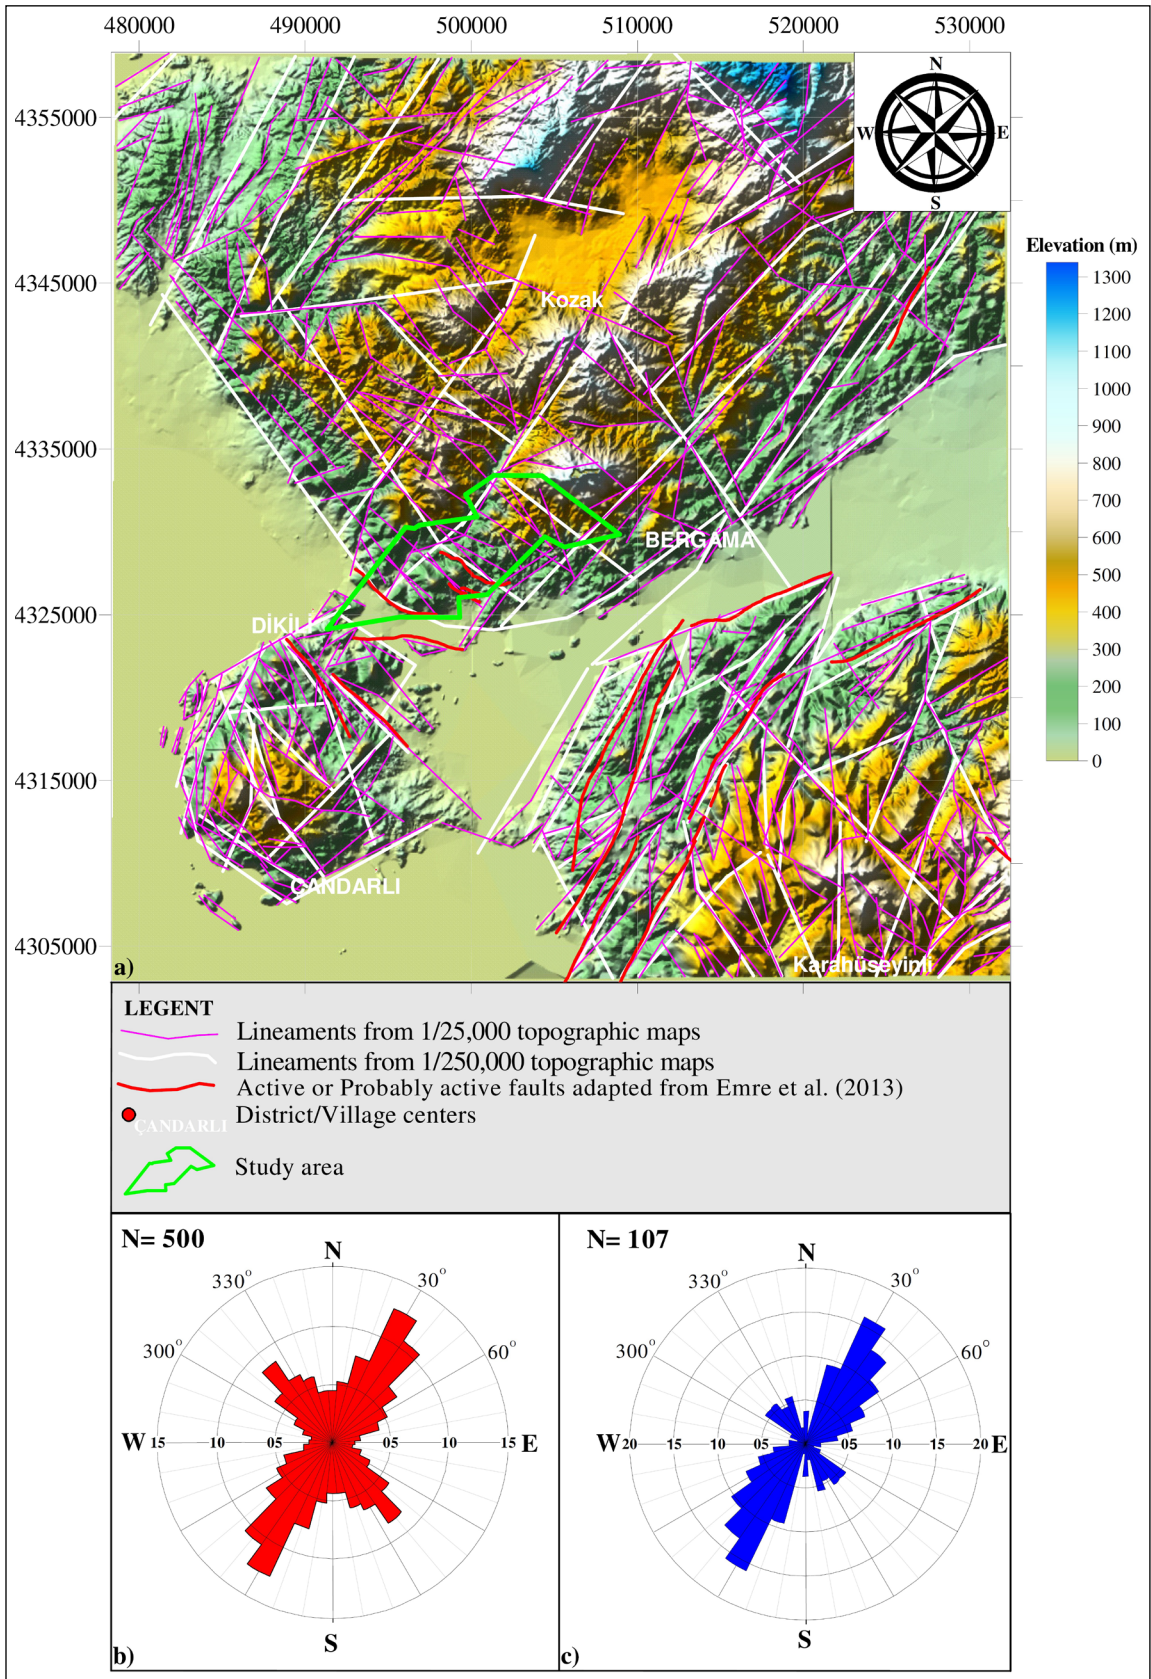 480000 490000 500000 510000 520000 530000
N
W E
S
4355000
4345000
4335000
4325000
4315000
4305000
Elevation (m)
1300
1200
1100
1000
900
800
700
600
500
400
300
200
100
0
Kozak
BERGAMA
DİKİLİ
ÇANDARLI
Karahüseyinli
a)
LEGENT
Lineaments from 1/25,000 topographic maps
Lineaments from 1/250,000 topographic maps
Active or Probably active faults adapted from Emre et al. (2013)
ÇANDARLI District/Village centers
Study area
N= 500
N
330° 30°
300° 60°
W 15 10 05 05 10 15 E
S
b)
N= 107
N
330° 30°
300° 60°
W 20 15 10 05 05 10 15 20 E
S
c)